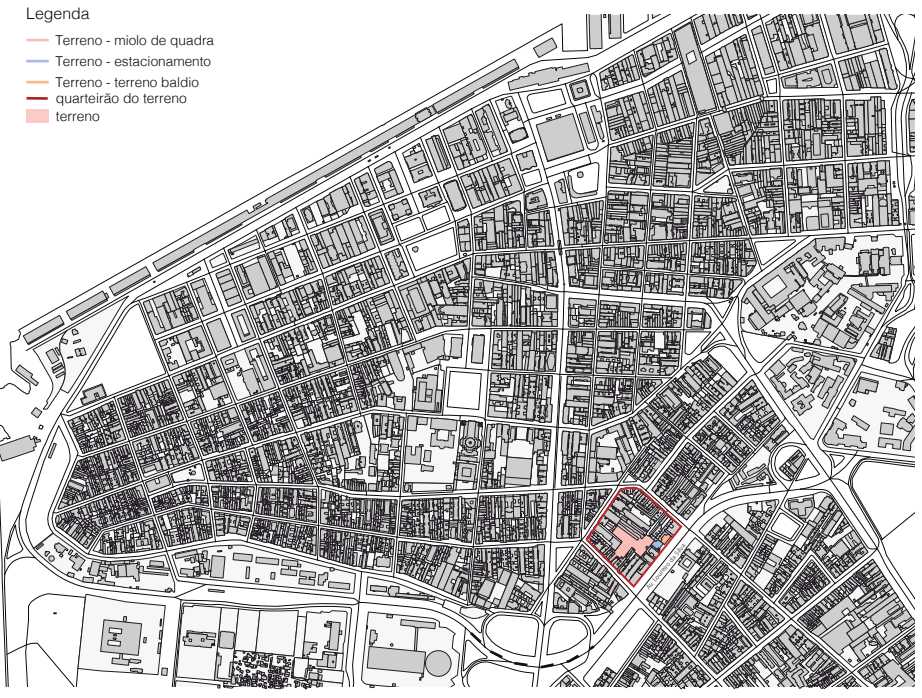 Legenda
Terreno - miolo de quadra
Terreno - estacionamento
Terreno - terreno baldio
quarteirão do terreno
terreno